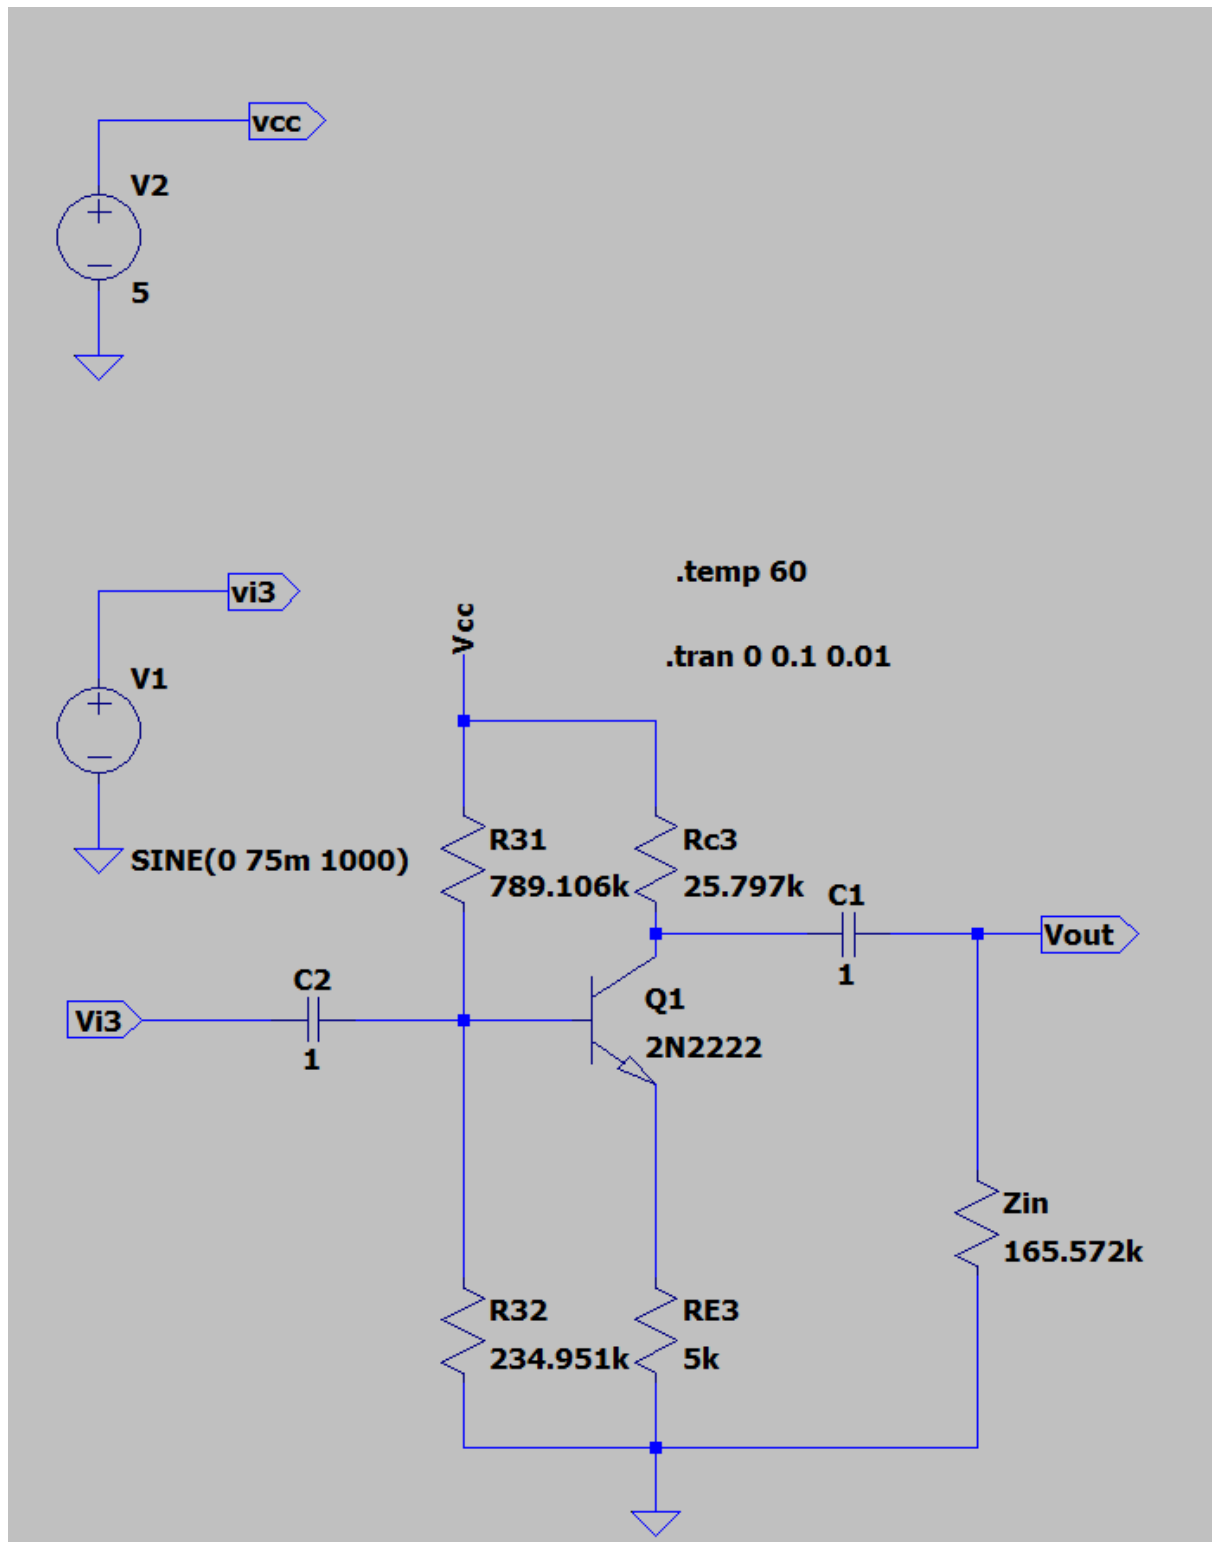 vcc
V2
5
.temp 60
vi3
Vcc
.tran 0 0.1 0.01
V1
SINE(0 75m 1000)
R31
789.106k
Rc3
25.797k
C1
1
Vout
C2
1
Vi3
Q1
2N2222
Zin
165.572k
R32
234.951k
RE3
5k